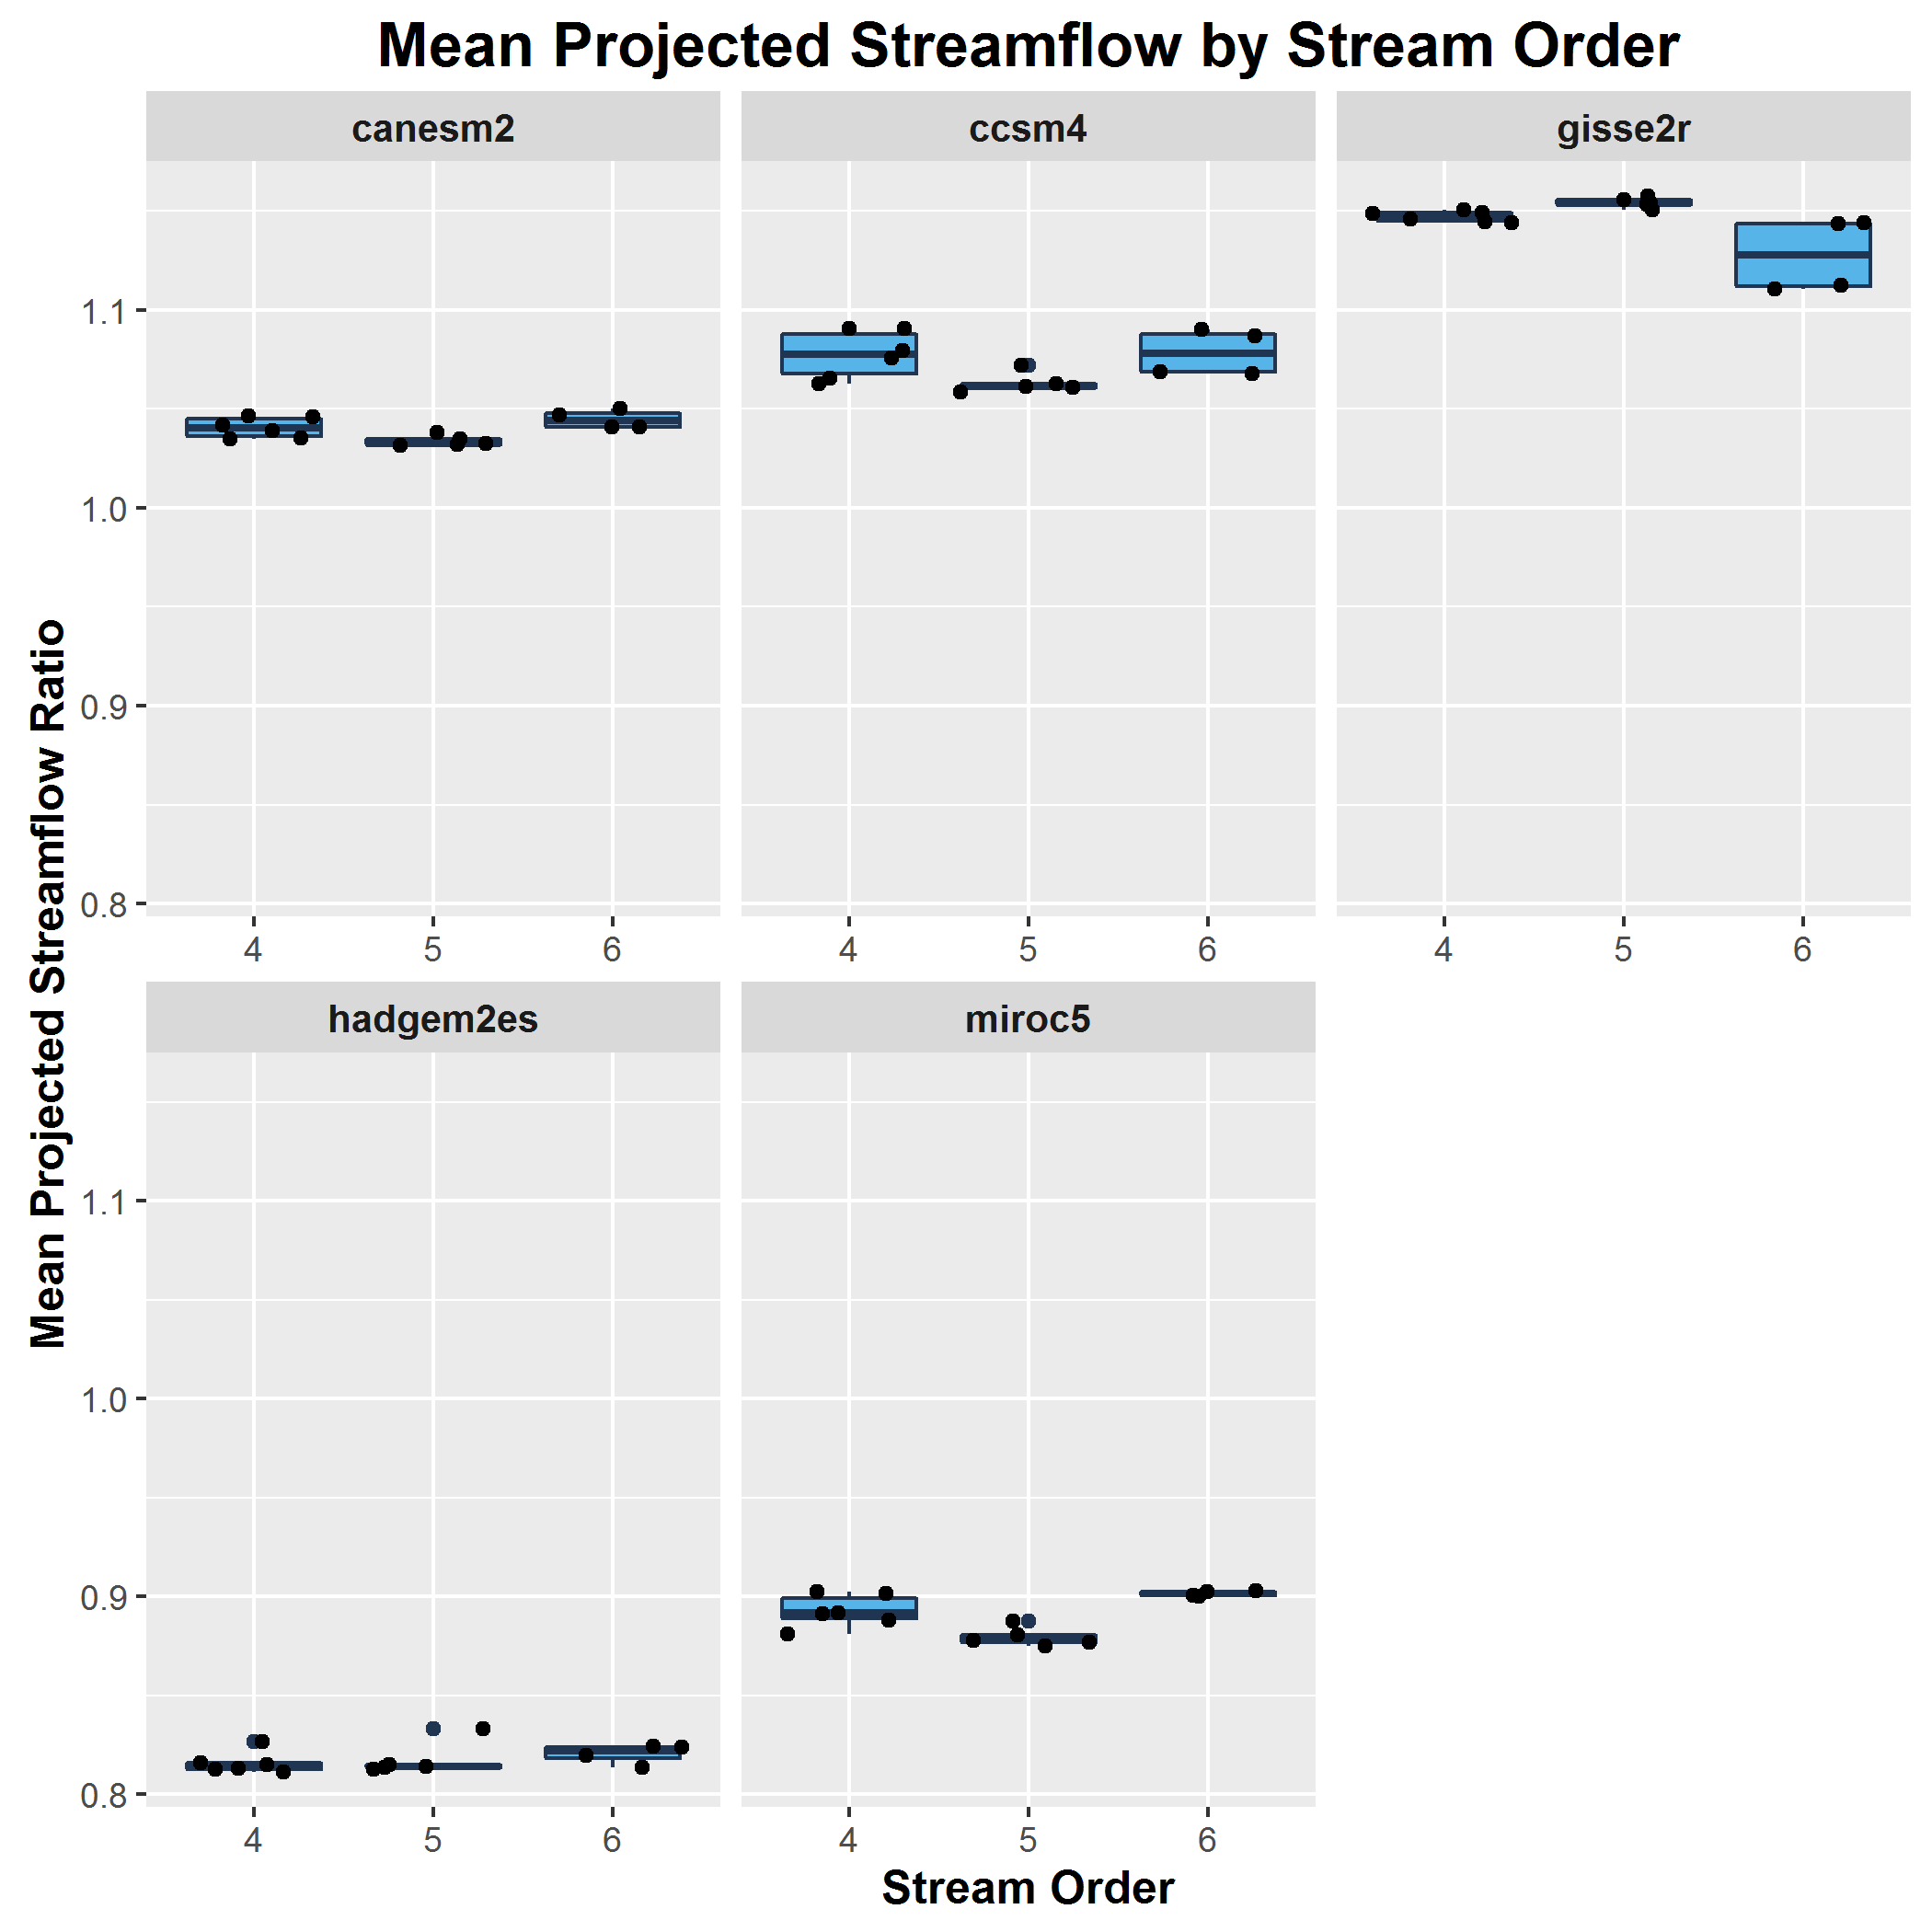 Mean Projected Streamflow by Stream Order
canesm2
ccsm4
gisse2r
1.1
1.0
0.9
0.8
4 5 6
4 5 6
4 5 6
Mean Projected Streamflow Ratio
hadgem2es
miroc5
1.1
1.0
0.9
0.8
4 5 6
4 5 6
Stream Order